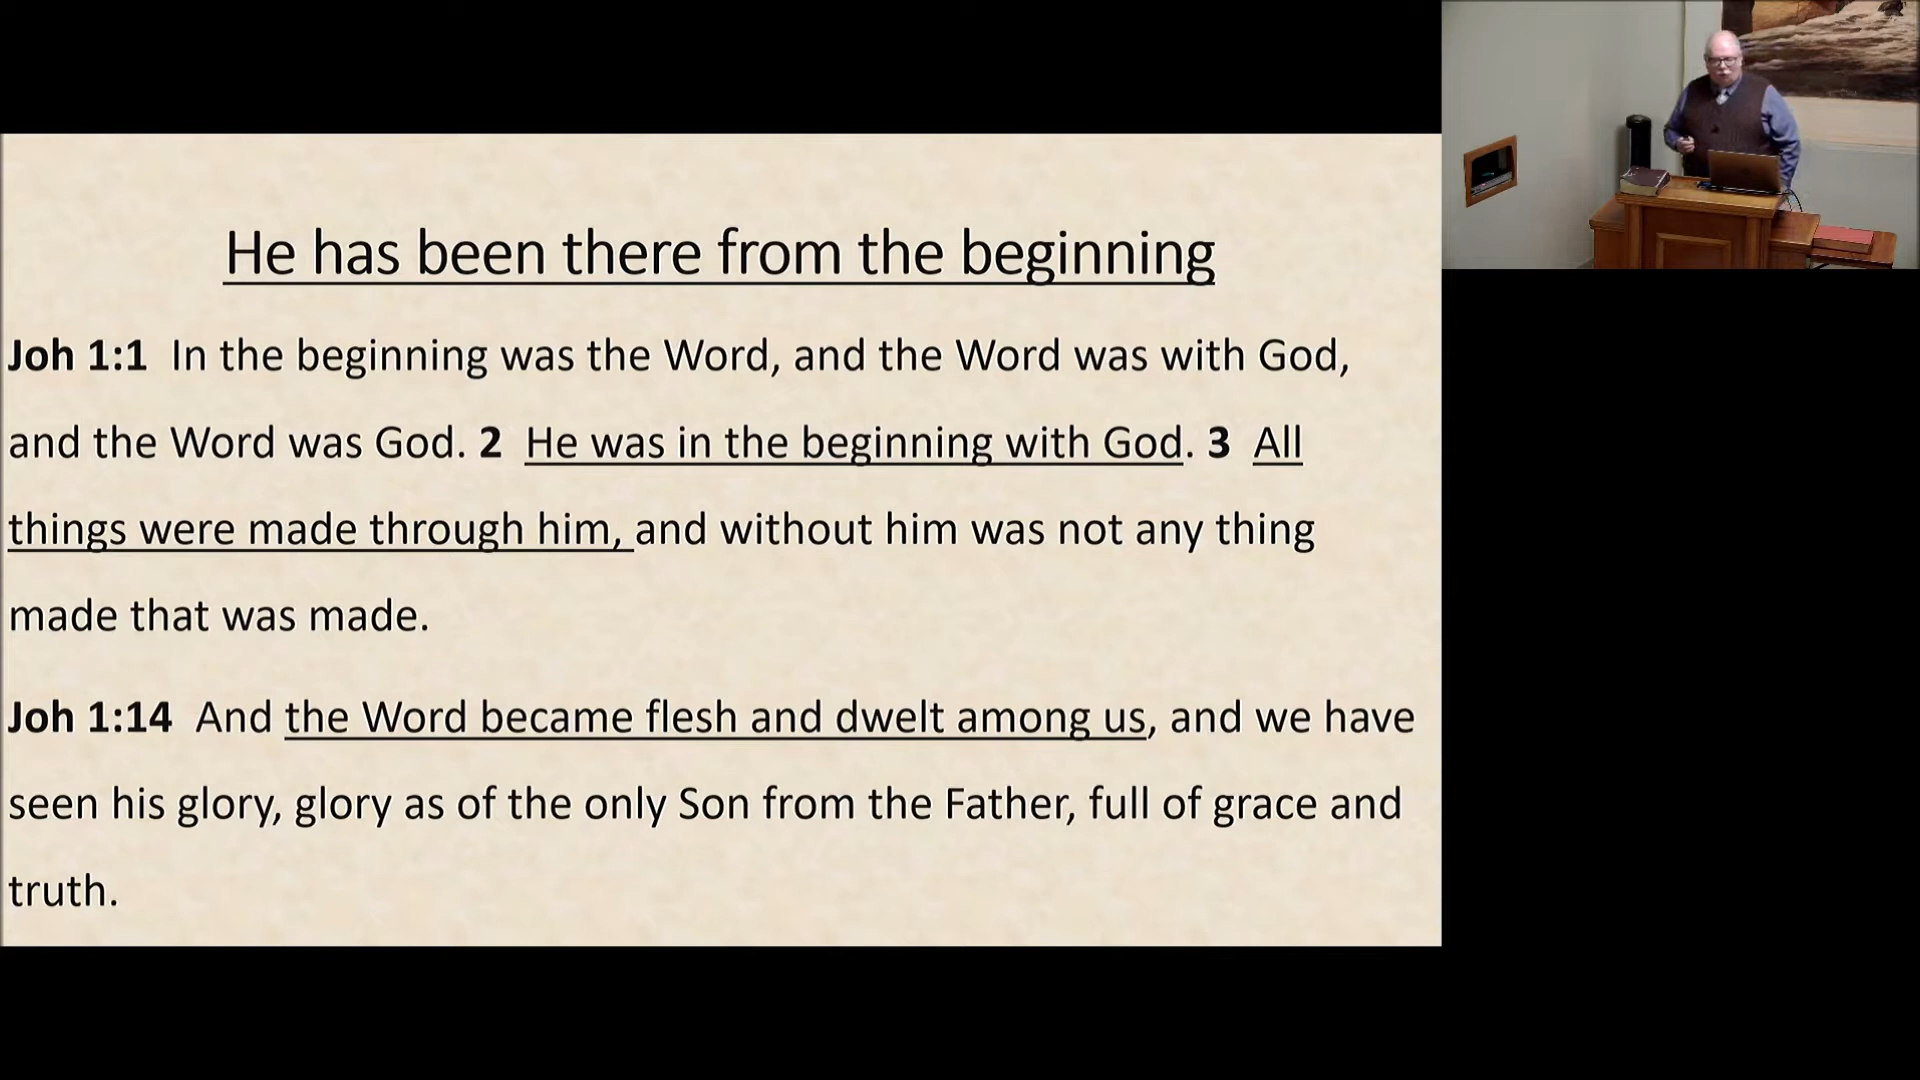 He has been there from the beginning
Joh 1:1 In the beginning was the Word, and the Word was with God,
and the Word was God. 2 He was in the beginning with God. 3 All
things were made through him, and without him was not any thing
made that was made.
Joh 1:14 And the Word became flesh and dwelt among us, and we have
seen his glory, glory as of the only Son from the Father, full of grace and
truth.